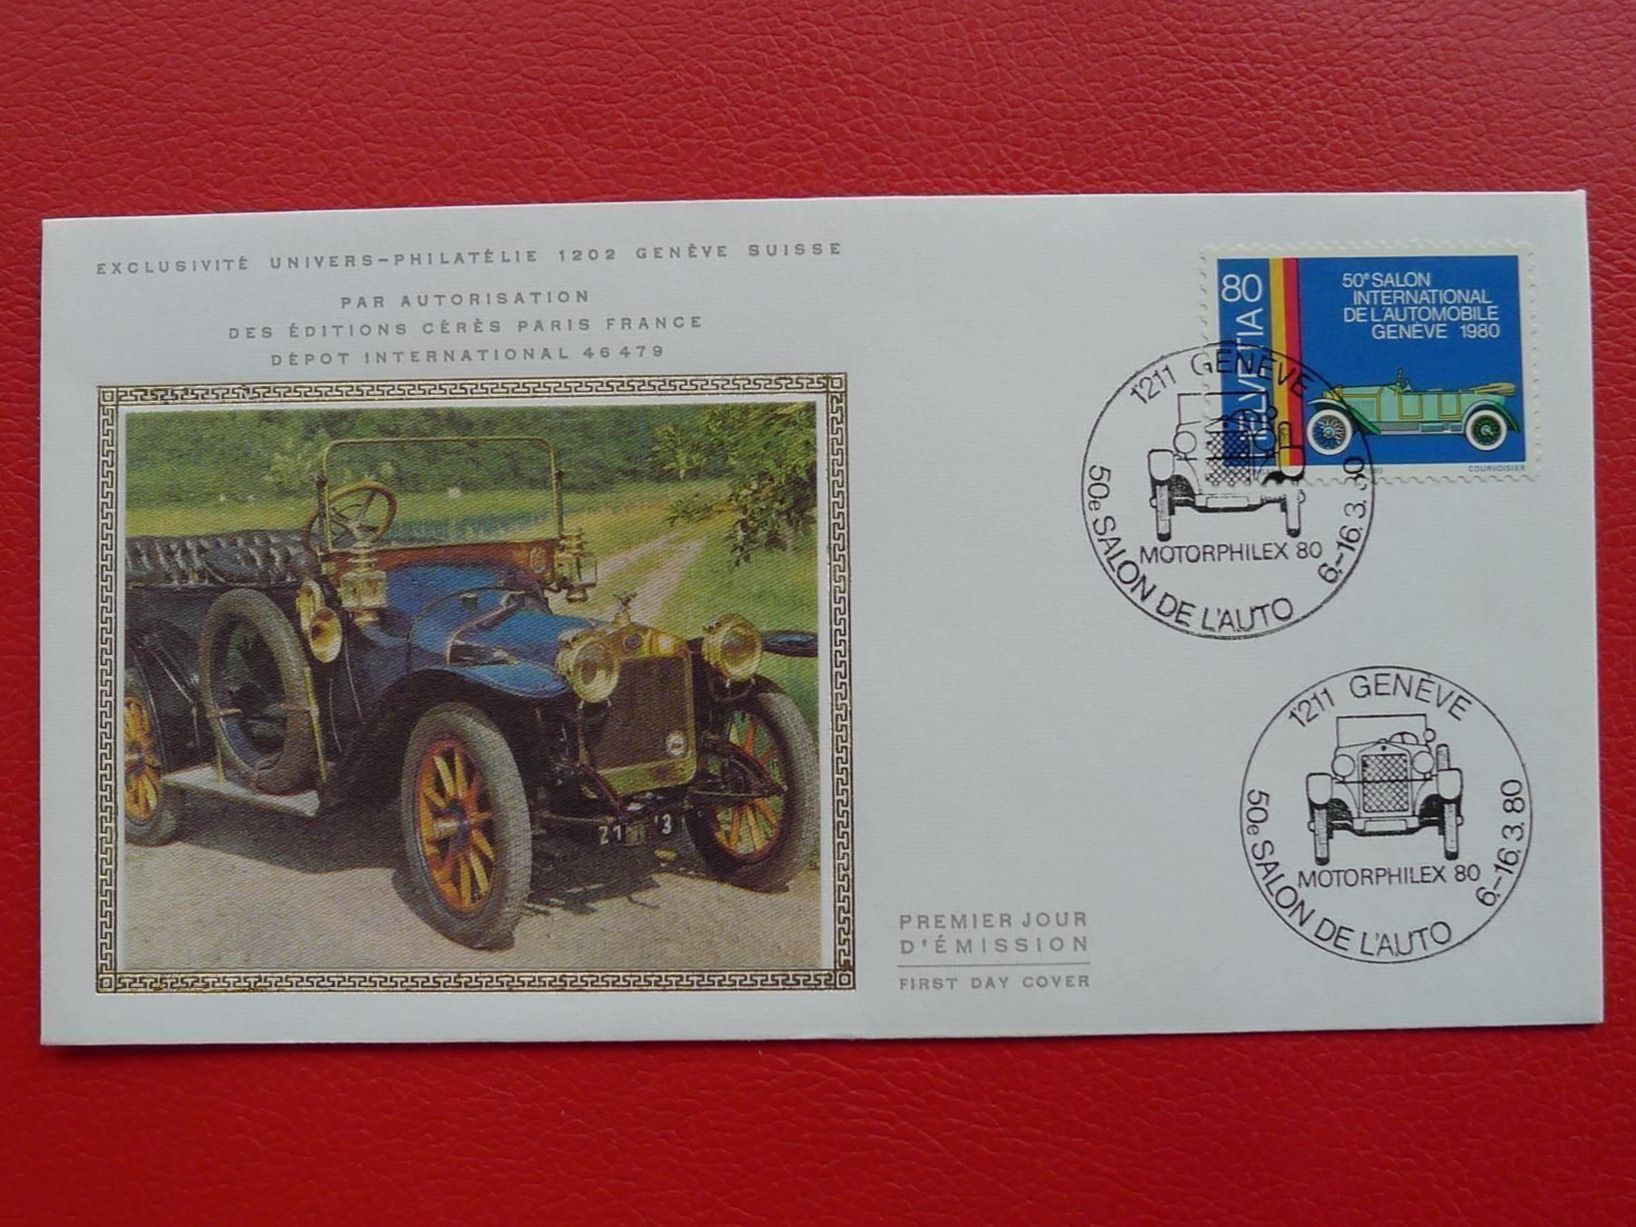 EXCLUSIVITÉ UNIVERS-PHILATÉLIE 1202 GENÈVE SUISSE
PAR AUTORISATION
DES ÉDITIONS CÉRÈS PARIS FRANCE
DÉPOT INTERNATIONAL 46479
80
HELVETIA
50e SALON
INTERNATIONAL
DE L'AUTOMOBILE
GENÈVE 1980
COURVOISIER
1211 GENÈVE
MOTORPHILEX 80
50e SALON DE L'AUTO
6.-16.3.80
1211 GENÈVE
MOTORPHILEX 80
50e SALON DE L'AUTO
6.-16.3.80
PREMIER JOUR
D'ÉMISSION
FIRST DAY COVER